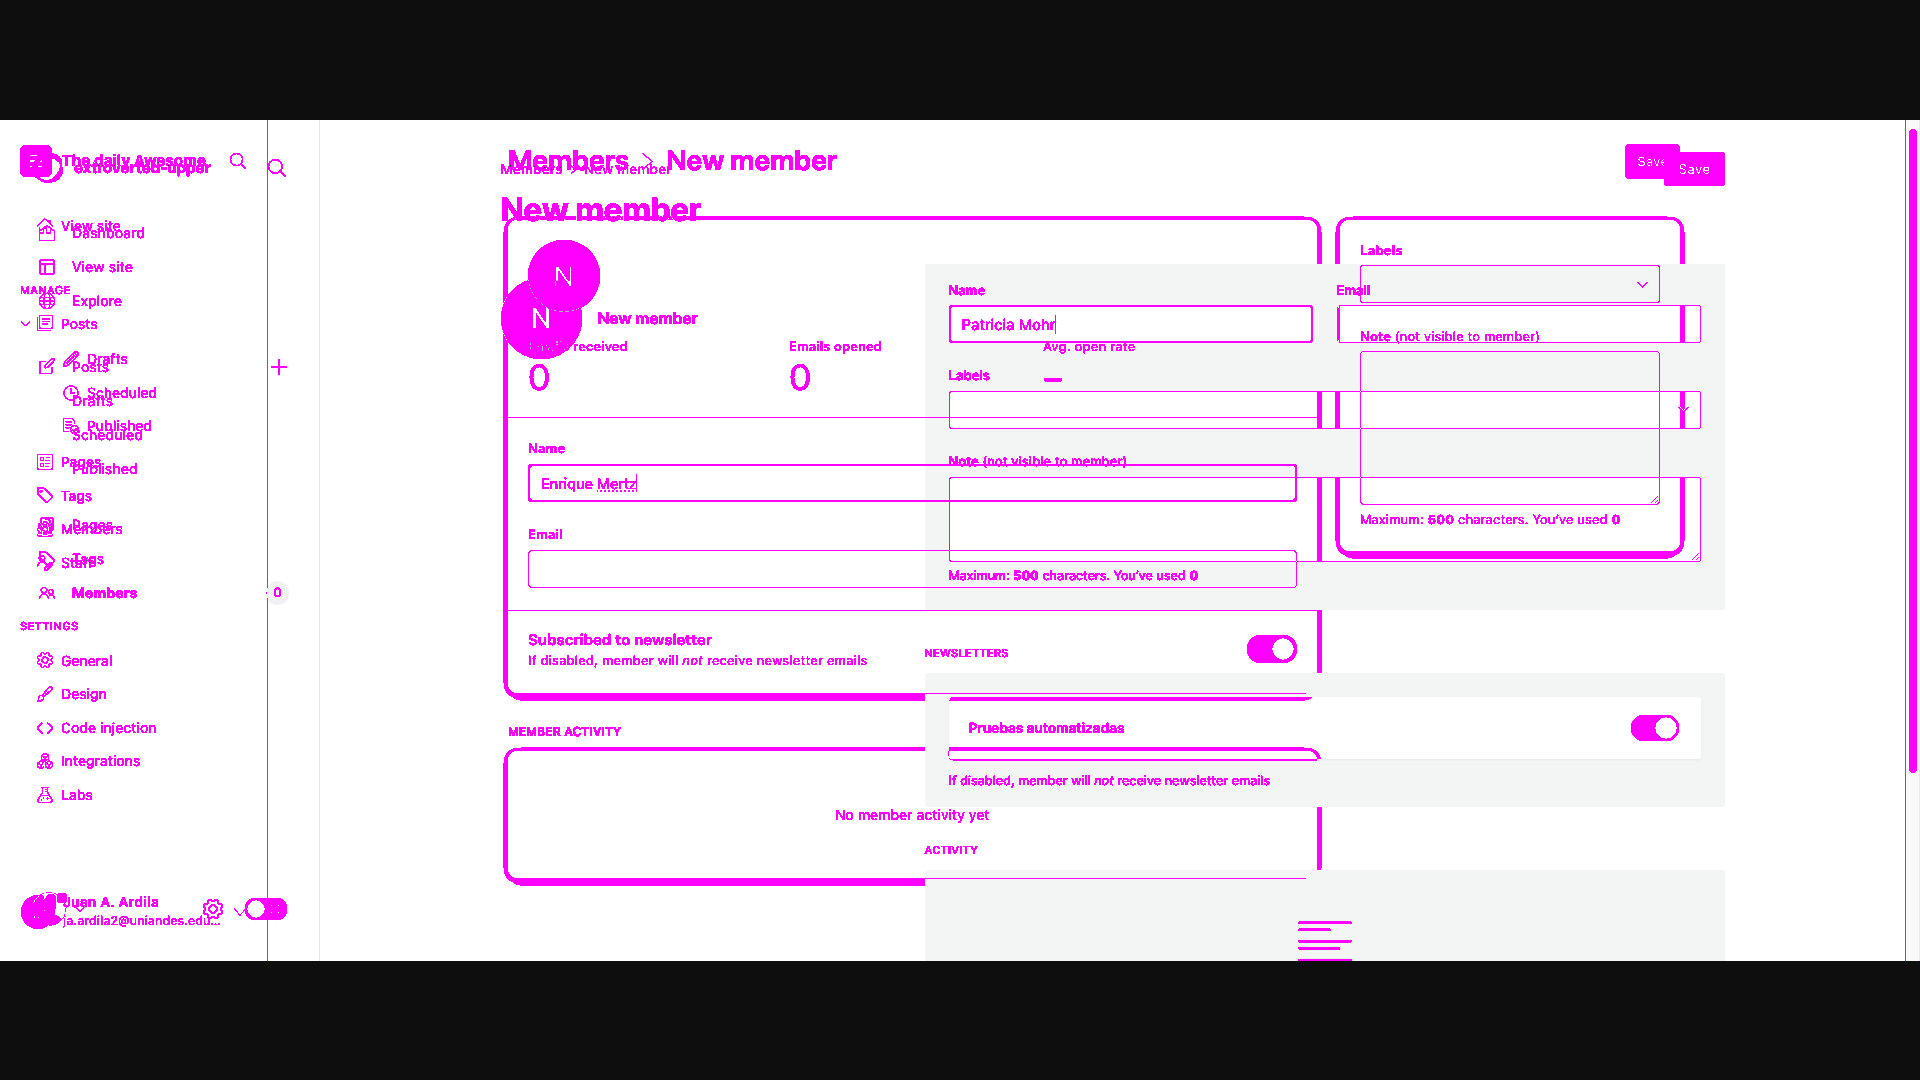 The daily Awesome
extroverted-upper
View site
Dashboard
View site
MANAGE
Explore
Posts
Drafts
Posts
Scheduled
Drafts
Published
Scheduled
Pages
Published
Tags
Members
Pages
Staff
Tags
Members
0
SETTINGS
General
Design
Code injection
Integrations
Labs
Juan A. Ardila
ja.ardila2@uniandes.edu...
Members > New member
Members > New member
New member
Save
Save
N
N
New member
received
0
Emails opened
0
Avg. open rate
—
Name
Enrique Mertz
Email
Subscribed to newsletter
If disabled, member will not receive newsletter emails
MEMBER ACTIVITY
No member activity yet
Labels
Note (not visible to member)
Maximum: 500 characters. You've used 0
Name
Patricia Mohr
Email
Labels
Note (not visible to member)
Maximum: 500 characters. You've used 0
NEWSLETTERS
Pruebas automatizadas
If disabled, member will not receive newsletter emails
ACTIVITY